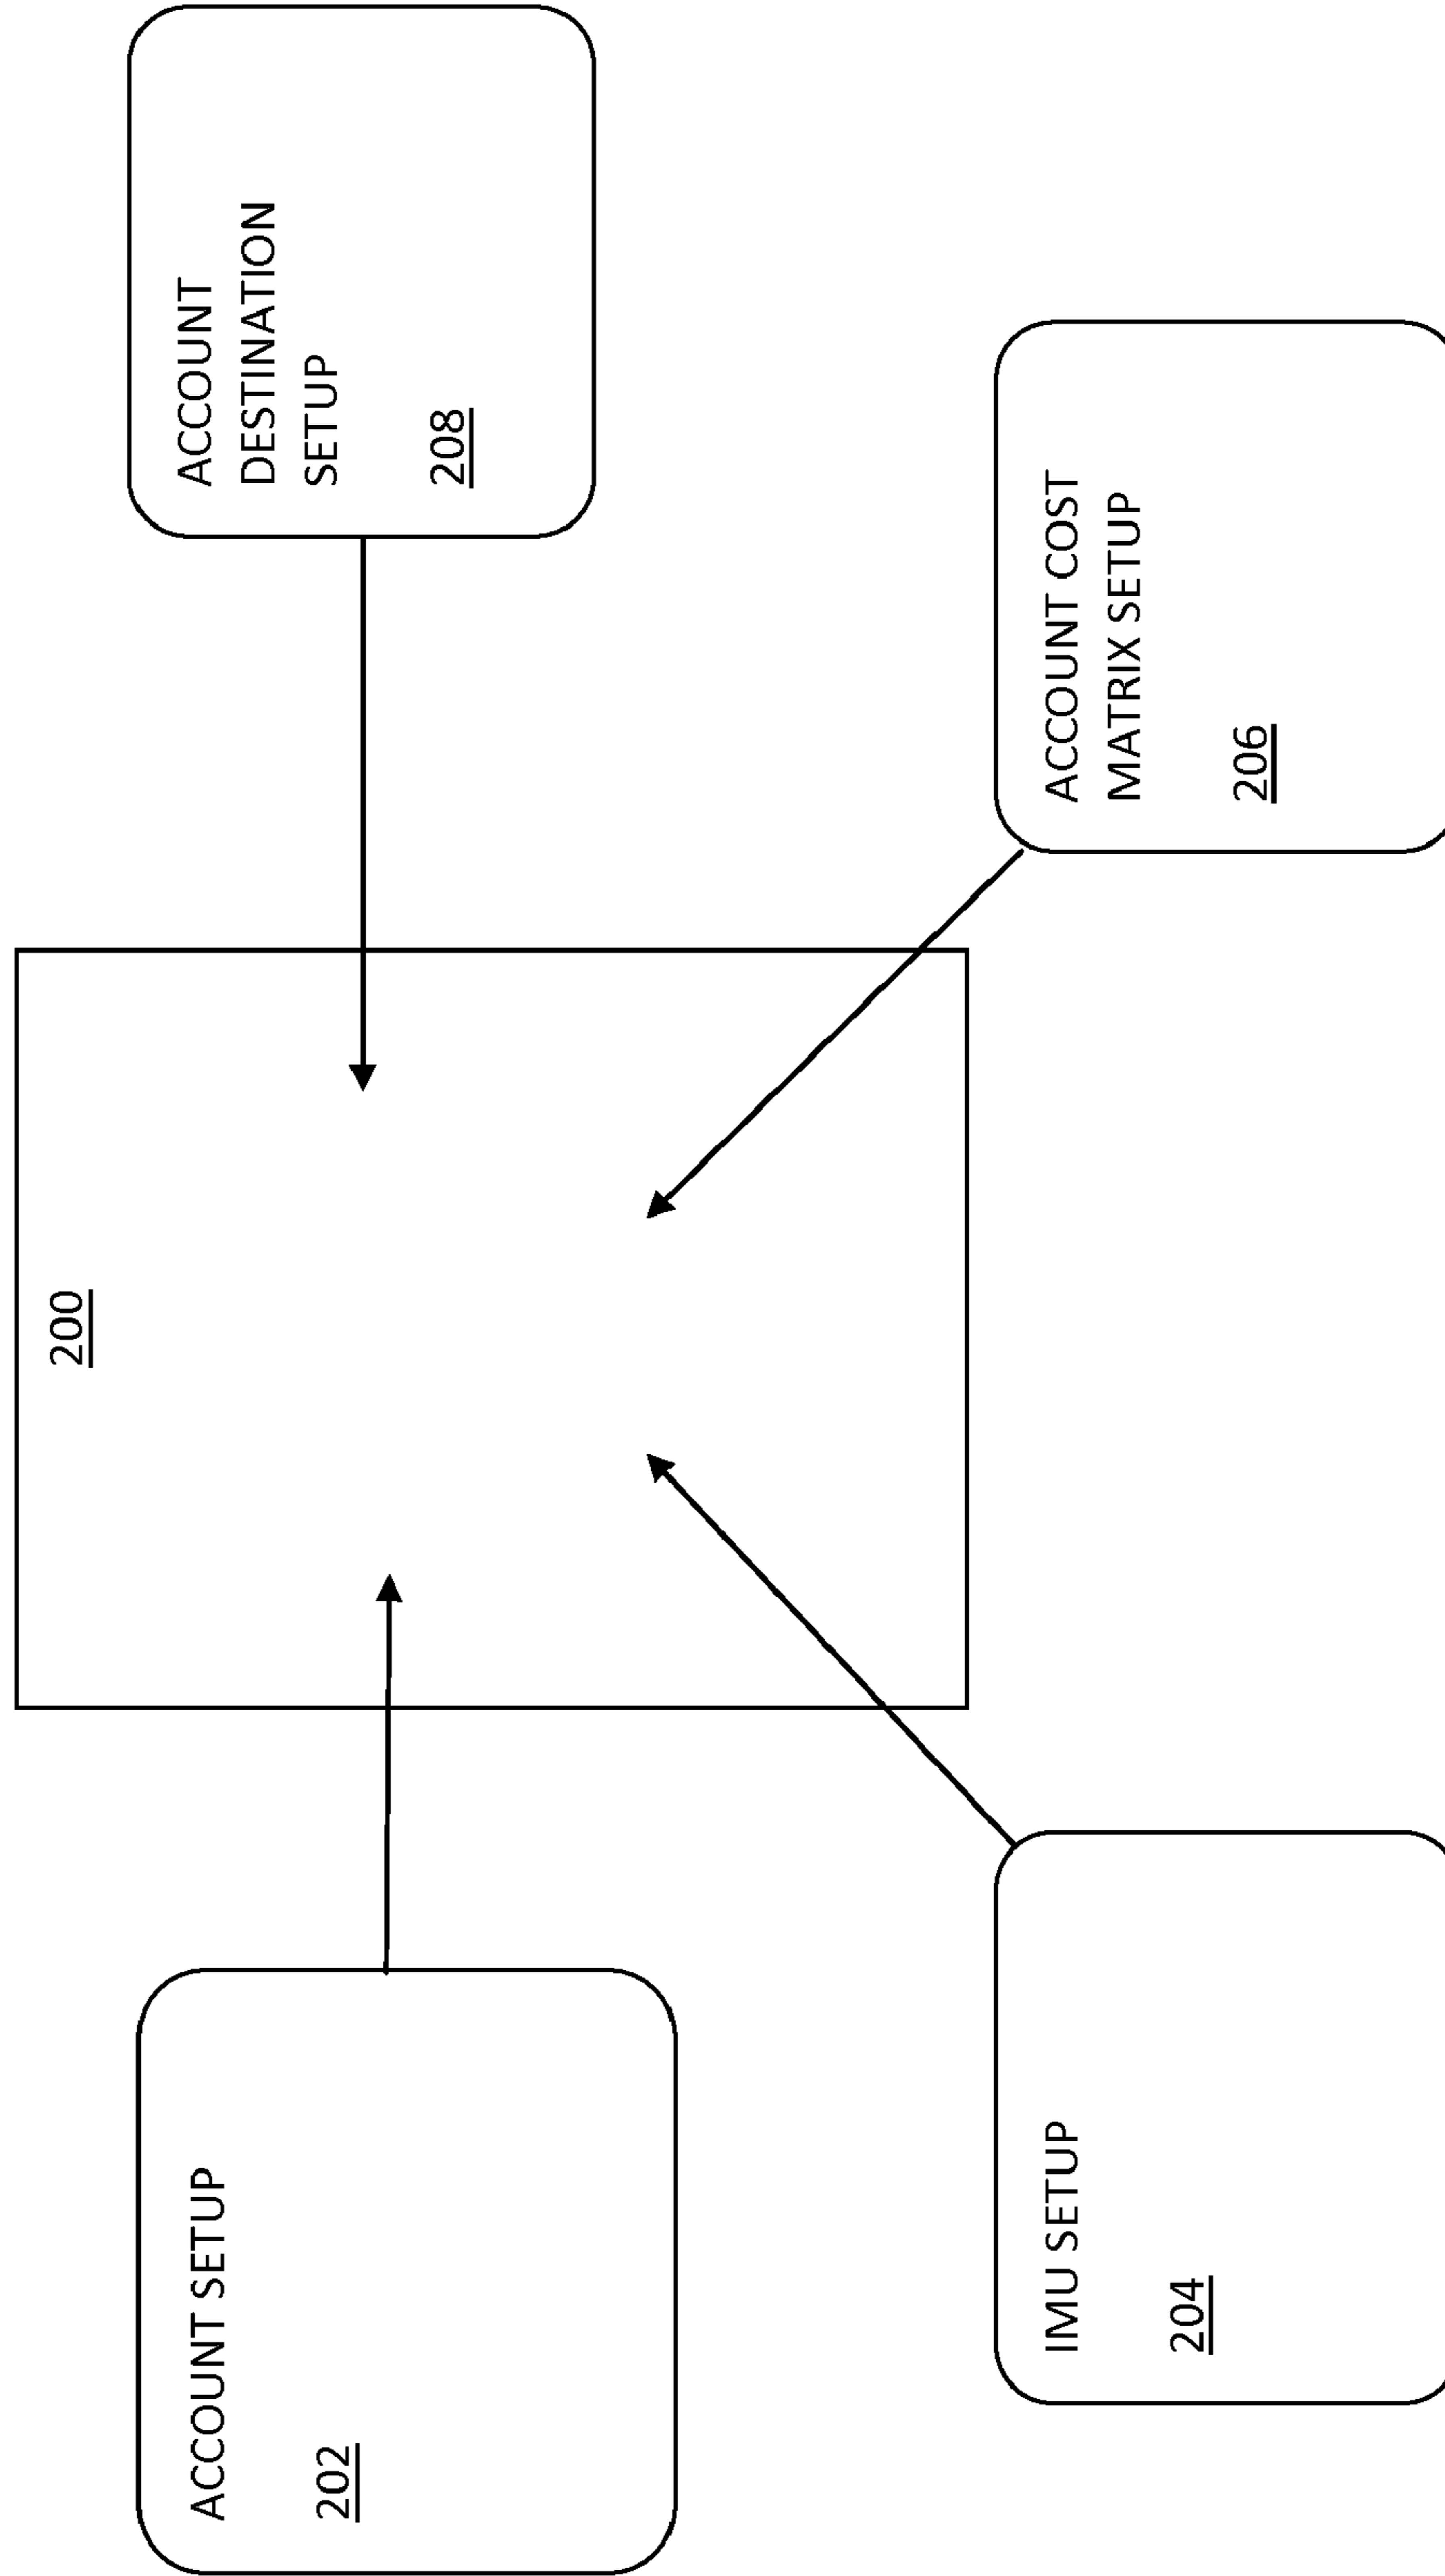 200
ACCOUNT SETUP
202
ACCOUNT
DESTINATION
SETUP
208
IMU SETUP
204
ACCOUNT COST
MATRIX SETUP
206